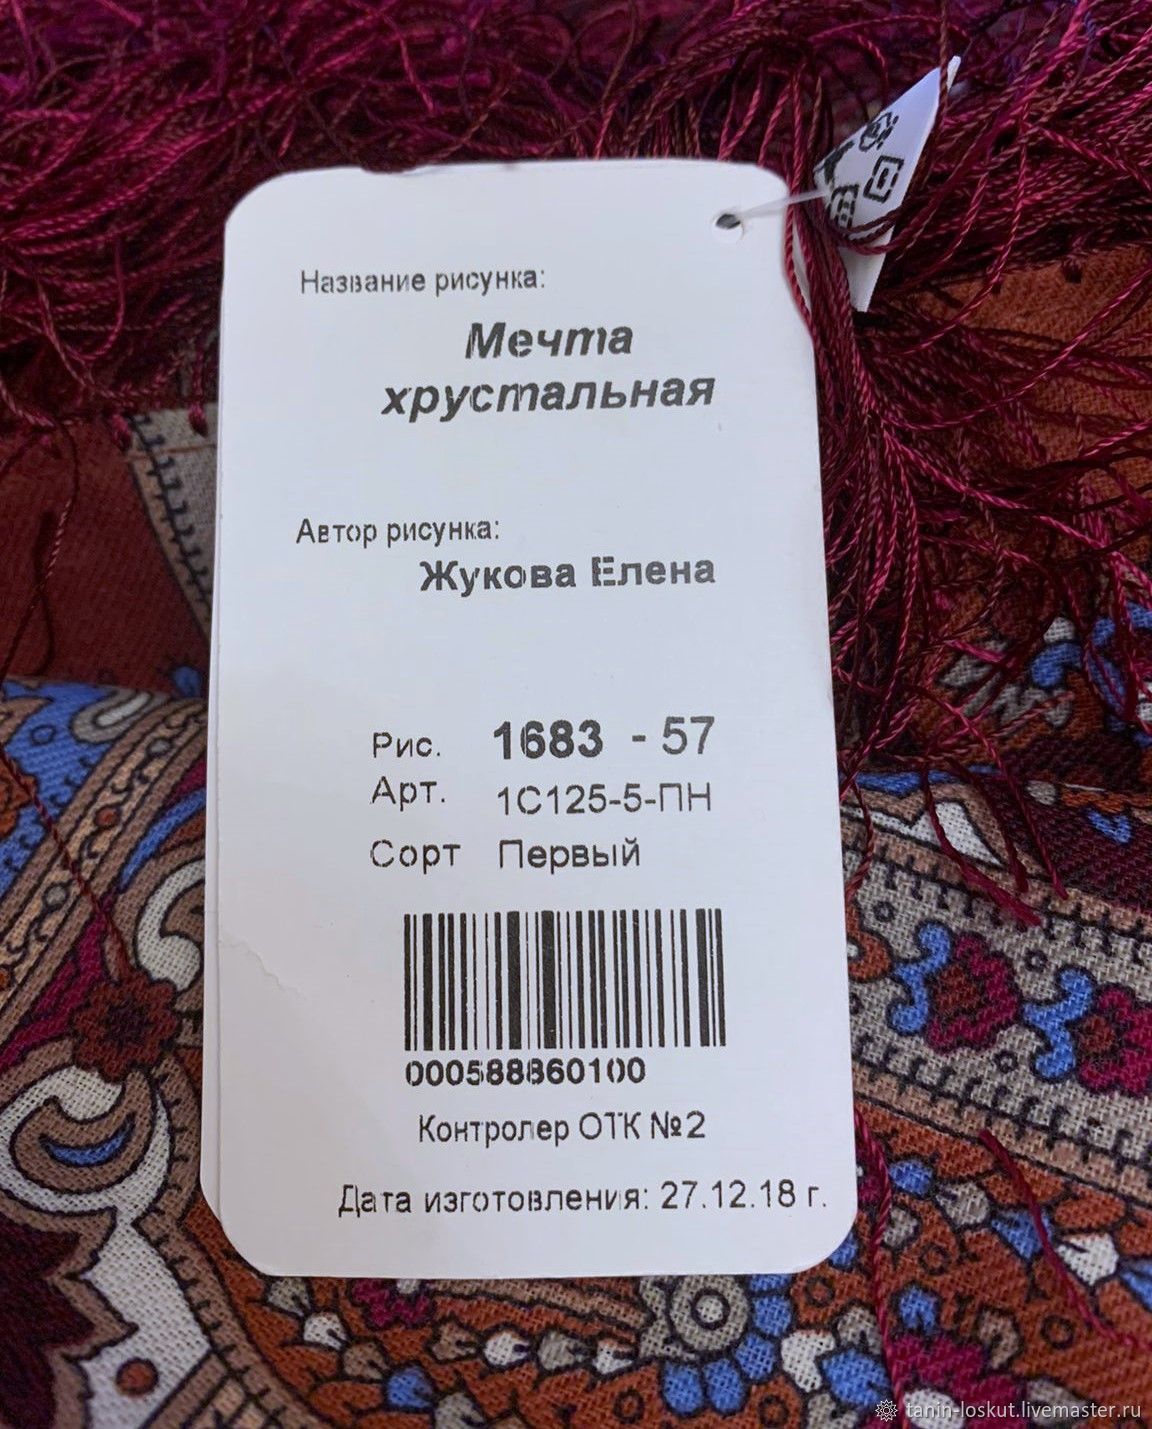 Название рисунка:
Мечта
хрустальная
Автор рисунка:
Жукова Елена
Рис. 1683 - 57
Арт. 1С125-5-ПН
Сорт Первый
000588860100
Контролер ОТК №2
Дата изготовления: 27.12.18 г.
tanin-loskut.livemaster.ru